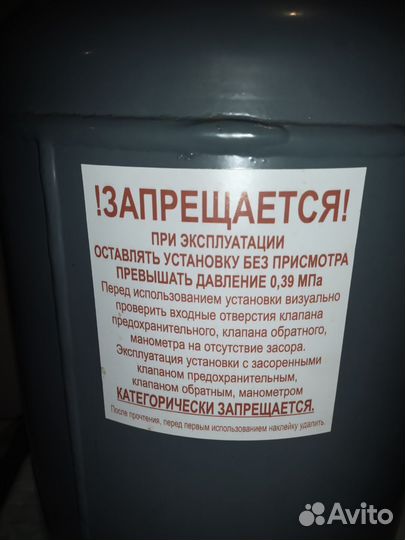 !ЗАПРЕЩАЕТСЯ!
ПРИ ЭКСПЛУАТАЦИИ
ОСТАВЛЯТЬ УСТАНОВКУ БЕЗ ПРИСМОТРА
ПРЕВЫШАТЬ ДАВЛЕНИЕ 0,39 МПа
Перед использованием установки визуально
проверить входные отверстия клапана
предохранительного, клапана обратного,
манометра на отсутствие засора.
Эксплуатация установки с засоренными
клапаном предохранительным,
клапаном обратным, манометром
КАТЕГОРИЧЕСКИ ЗАПРЕЩАЕТСЯ.
После прочтения, перед первым использованием наклейку удалить.
Avito